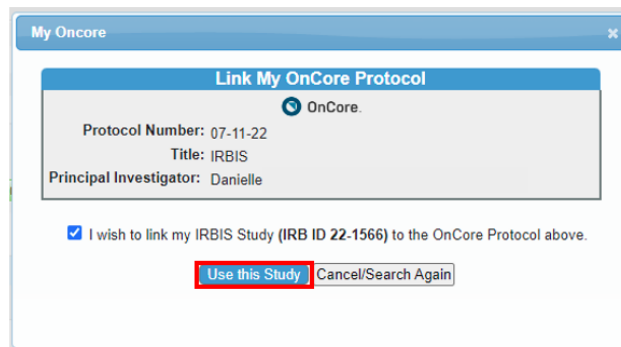 My Oncore
Link My OnCore Protocol
OnCore.
Protocol Number: 07-11-22
Title: IRBIS
Principal Investigator: Danielle
I wish to link my IRBIS Study (IRB ID 22-1566) to the OnCore Protocol above.
Use this Study Cancel/Search Again